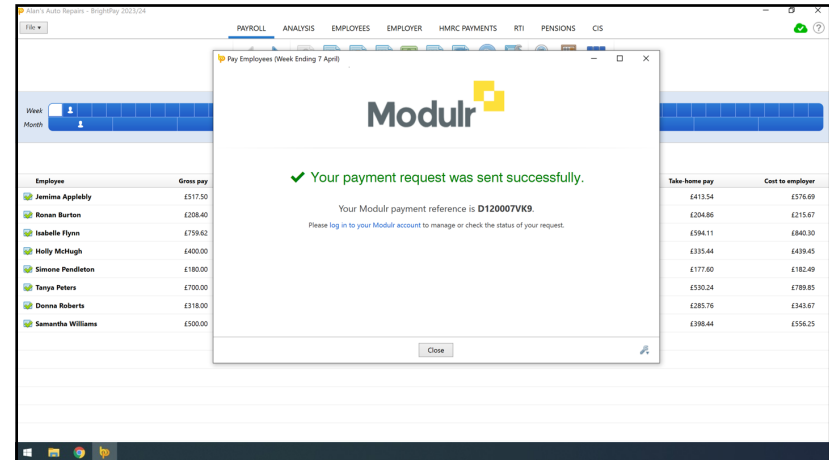 Alan's Auto Repairs - BrightPay 2023/24
File
PAYROLL ANALYSIS EMPLOYEES EMPLOYER HMRC PAYMENTS RTI PENSIONS CIS
Pay Employees (Week Ending 7 April)
Modulr
Week 1
Month 1
Your payment request was sent successfully.
Your Modulr payment reference is D120007VK9.
Please log in to your Modulr account to manage or check the status of your request.
Employee Gross pay Take-home pay Cost to employer
Jemima Applebly £517.50 £413.54 £576.69
Ronan Burton £208.40 £204.86 £215.67
Isabelle Flynn £759.62 £594.11 £840.30
Holly McHugh £400.00 £335.44 £439.45
Simone Pendleton £180.00 £177.60 £182.49
Tanya Peters £700.00 £530.24 £789.85
Donna Roberts £318.00 £285.76 £343.67
Samantha Williams £500.00 £398.44 £556.25
Close